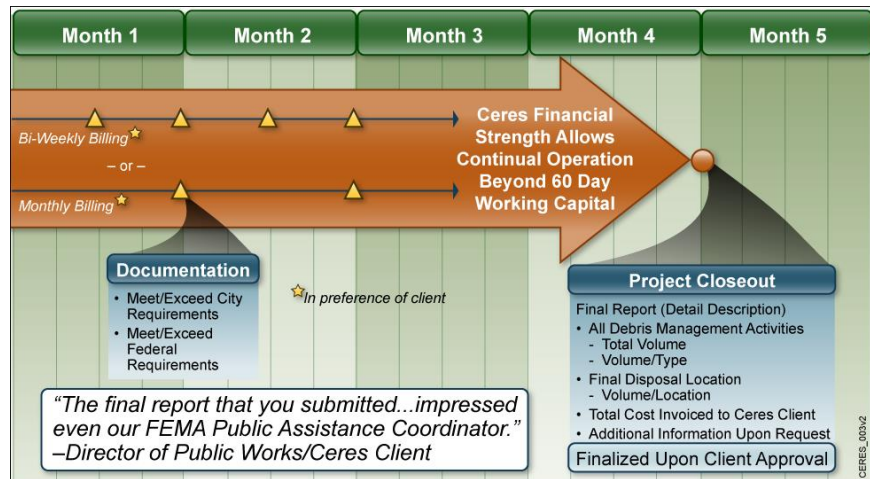 Month 1
Month 2
Month 3
Month 4
Month 5
Bi-Weekly Billing
– or –
Monthly Billing
Ceres Financial
Strength Allows
Continual Operation
Beyond 60 Day
Working Capital
Documentation
• Meet/Exceed City
Requirements
• Meet/Exceed
Federal
Requirements
In preference of client
Project Closeout
Final Report (Detail Description)
• All Debris Management Activities
- Total Volume
- Volume/Type
• Final Disposal Location
- Volume/Location
• Total Cost Invoiced to Ceres Client
• Additional Information Upon Request
Finalized Upon Client Approval
“The final report that you submitted...impressed
even our FEMA Public Assistance Coordinator.”
–Director of Public Works/Ceres Client
CERES_003v2